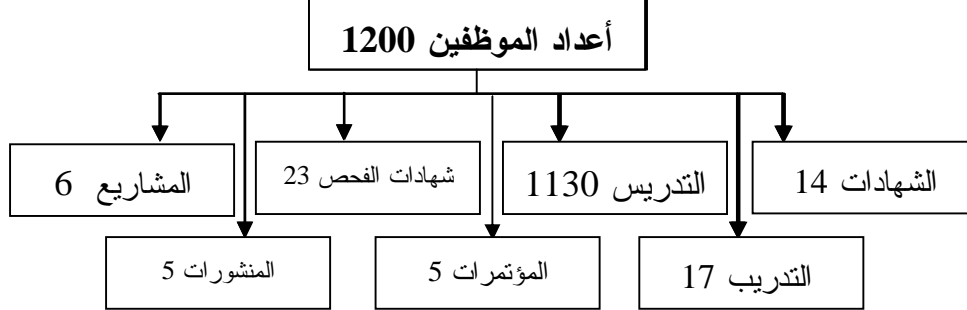 أعداد الموظفين 1200
الشهادات 14
التدريس 1130
شهادات الفحص 23
المشاريع 6
التدريب 17
المؤتمرات 5
المنشورات 5